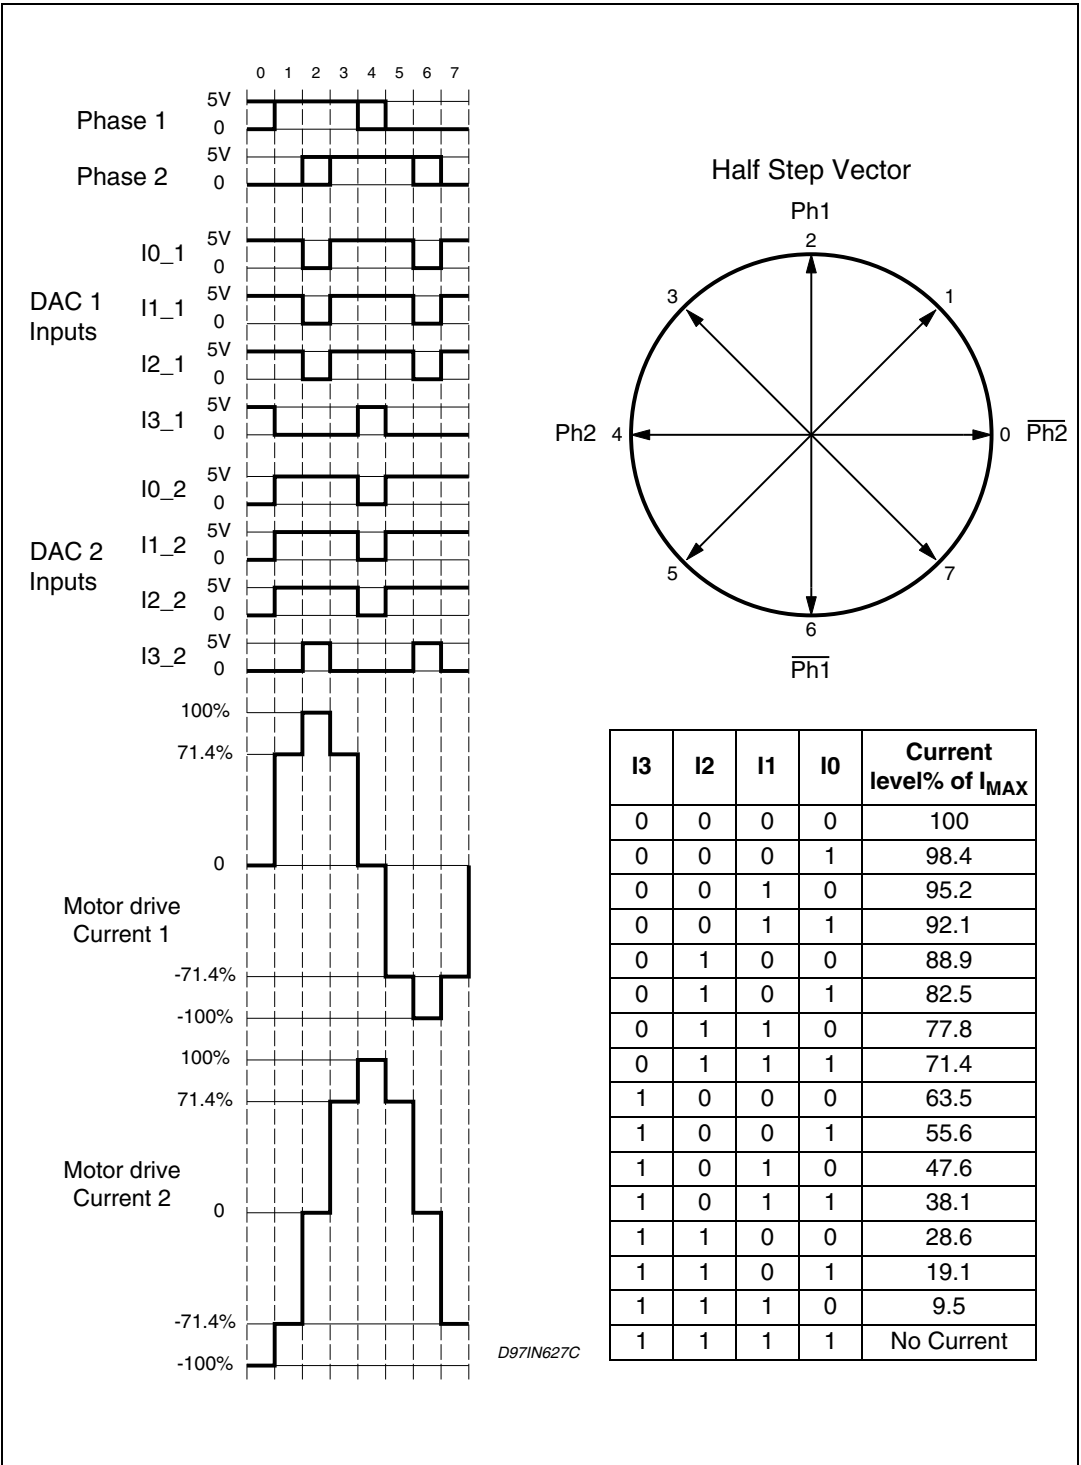 0 1 2 3 4 5 6 7
Phase 1
5V
0
Phase 2
5V
0
DAC 1
Inputs
I0_1
5V
0
I1_1
5V
0
I2_1
5V
0
I3_1
5V
0
DAC 2
Inputs
I0_2
5V
0
I1_2
5V
0
I2_2
5V
0
I3_2
5V
0
100%
71.4%
0
Motor drive
Current 1
-71.4%
-100%
100%
71.4%
Motor drive
Current 2
0
-71.4%
-100%
D97IN627C
Half Step Vector
Ph1
2
3
1
Ph2 4
0 P̅h̅2̅
5
7
6
P̅h̅1̅
I3 I2 I1 I0 Current level% of IMAX
0 0 0 0 100
0 0 0 1 98.4
0 0 1 0 95.2
0 0 1 1 92.1
0 1 0 0 88.9
0 1 0 1 82.5
0 1 1 0 77.8
0 1 1 1 71.4
1 0 0 0 63.5
1 0 0 1 55.6
1 0 1 0 47.6
1 0 1 1 38.1
1 1 0 0 28.6
1 1 0 1 19.1
1 1 1 0 9.5
1 1 1 1 No Current